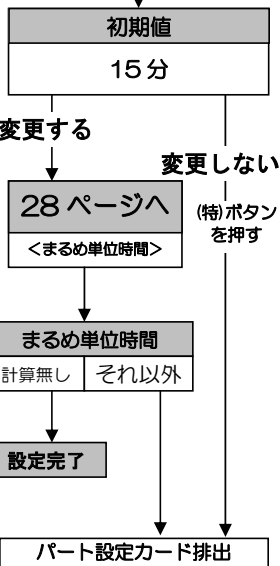 初期値
15分
変更する
変更しない
28 ページへ
<まるめ単位時間>
(特)ボタン
を押す
まるめ単位時間
計算無し
それ以外
設定完了
パート設定カード排出